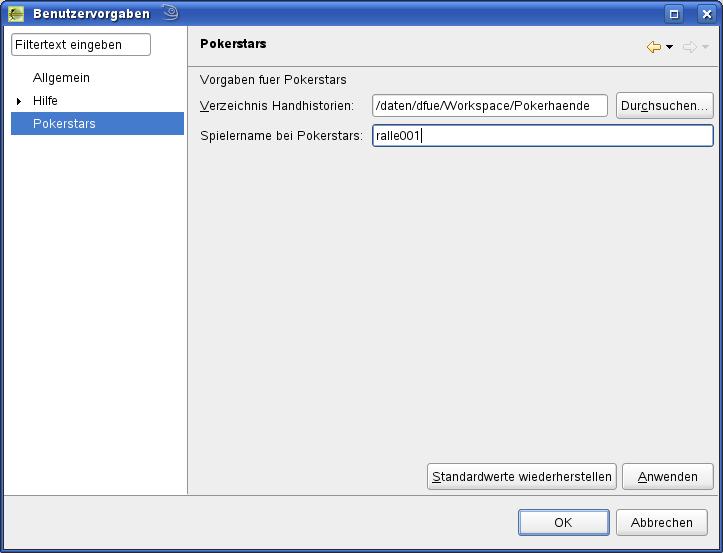 Benutzervorgaben
Filtertext eingeben
Allgemein
Hilfe
Pokerstars
Pokerstars
Vorgaben fuer Pokerstars
Verzeichnis Handhistorien: /daten/dfue/Workspace/Pokerhaende Durchsuchen...
Spielername bei Pokerstars: ralle001
Standardwerte wiederherstellen Anwenden
OK Abbrechen